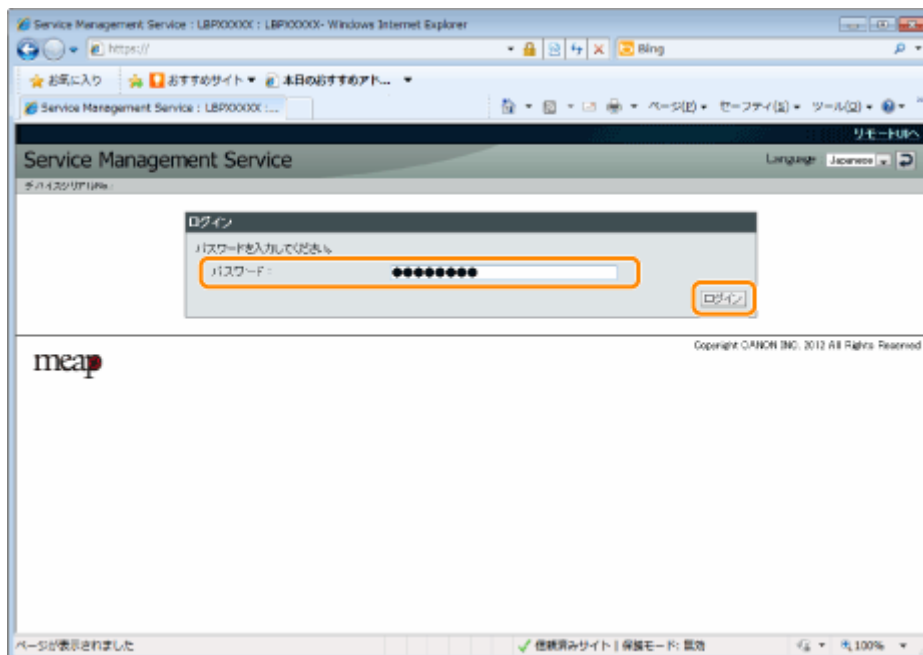 Service Management Service : LBPXXXXX : LBPXXXXX- Windows Internet Explorer
https://
Bing
お気に入り おすすめサイト 本日のおすすめアド...
Service Management Service : LBPXXXXX :...
ページ(P) セーフティ(S) ツール(O)
リモートUIへ
Service Management Service
Language Japanese
デバイスシリアルNo.:
ログイン
パスワードを入力してください。
パスワード : ●●●●●●●●
ログイン
Copyright CANON INC. 2012 All Rights Reserved
meap
ページが表示されました
信頼済みサイト | 保護モード: 無効
100%